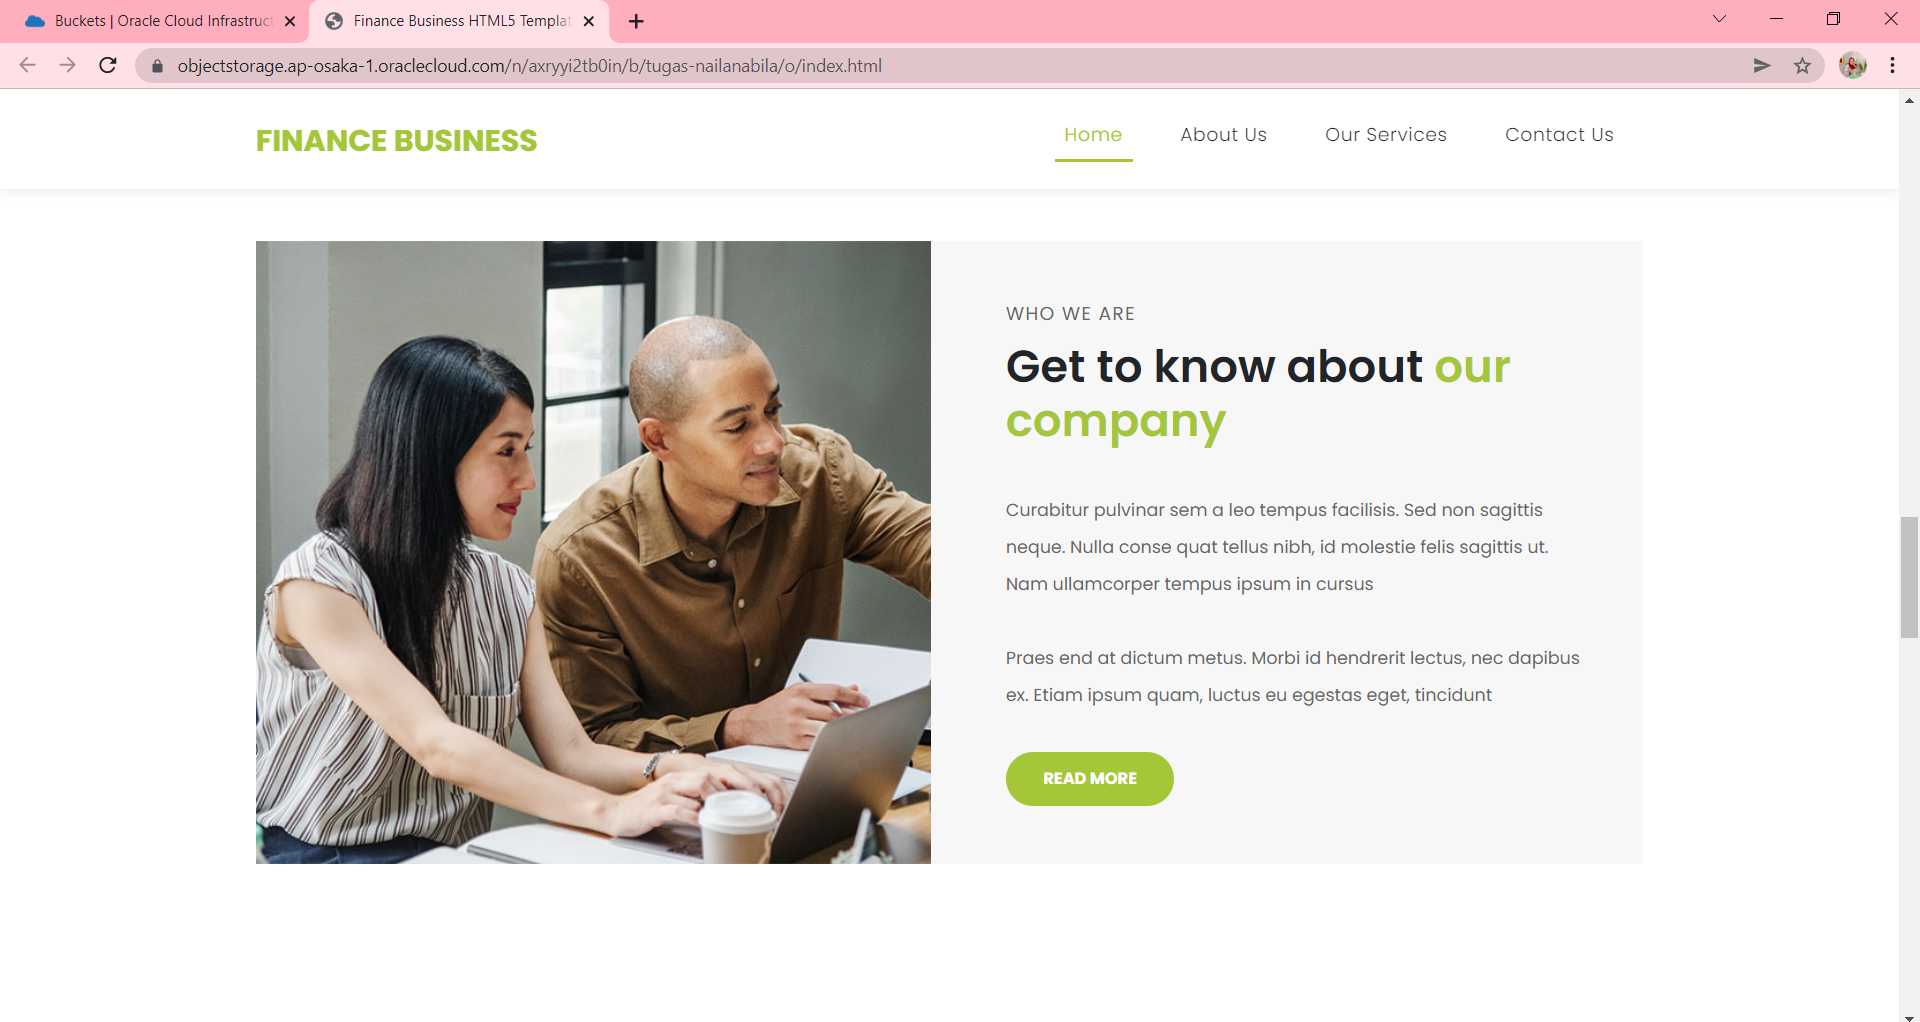 Buckets | Oracle Cloud Infrastruct
Finance Business HTML5 Templat
objectstorage.ap-osaka-1.oraclecloud.com/n/axryyi2tb0in/b/tugas-nailanabila/o/index.html
FINANCE BUSINESS
Home
About Us
Our Services
Contact Us
WHO WE ARE
Get to know about our
company
Curabitur pulvinar sem a leo tempus facilisis. Sed non sagittis
neque. Nulla conse quat tellus nibh, id molestie felis sagittis ut.
Nam ullamcorper tempus ipsum in cursus
Praes end at dictum metus. Morbi id hendrerit lectus, nec dapibus
ex. Etiam ipsum quam, luctus eu egestas eget, tincidunt
READ MORE